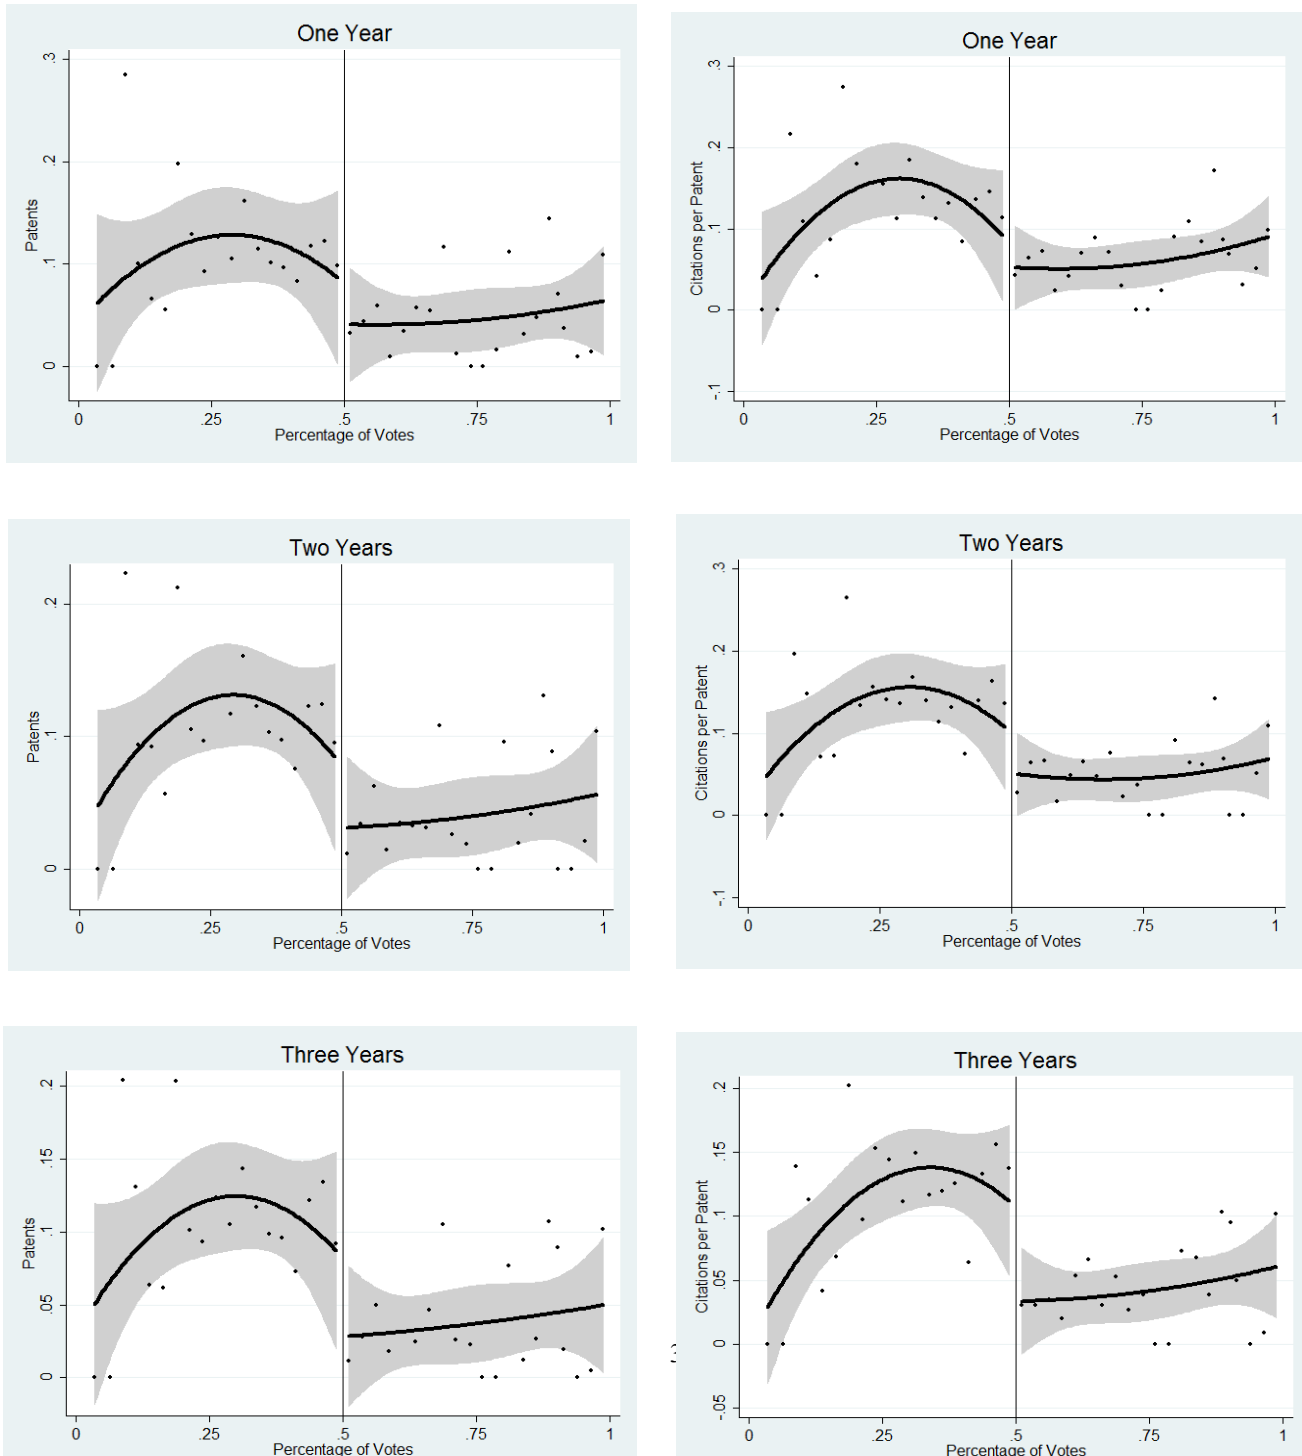 One Year
.3
.2
.1
0
Patents
0 .25 .5 .75 1
Percentage of Votes
One Year
.3
.2
.1
0
-.1
Citations per Patent
0 .25 .5 .75 1
Percentage of Votes
Two Years
.2
.1
0
Patents
0 .25 .5 .75 1
Percentage of Votes
Two Years
.3
.2
.1
0
-.1
Citations per Patent
0 .25 .5 .75 1
Percentage of Votes
Three Years
.2
.15
.1
.05
0
Patents
0 .25 .5 .75 1
Percentage of Votes
Three Years
.2
.15
.1
.05
0
-.05
Citations per Patent
0 .25 .5 .75 1
Percentage of Votes